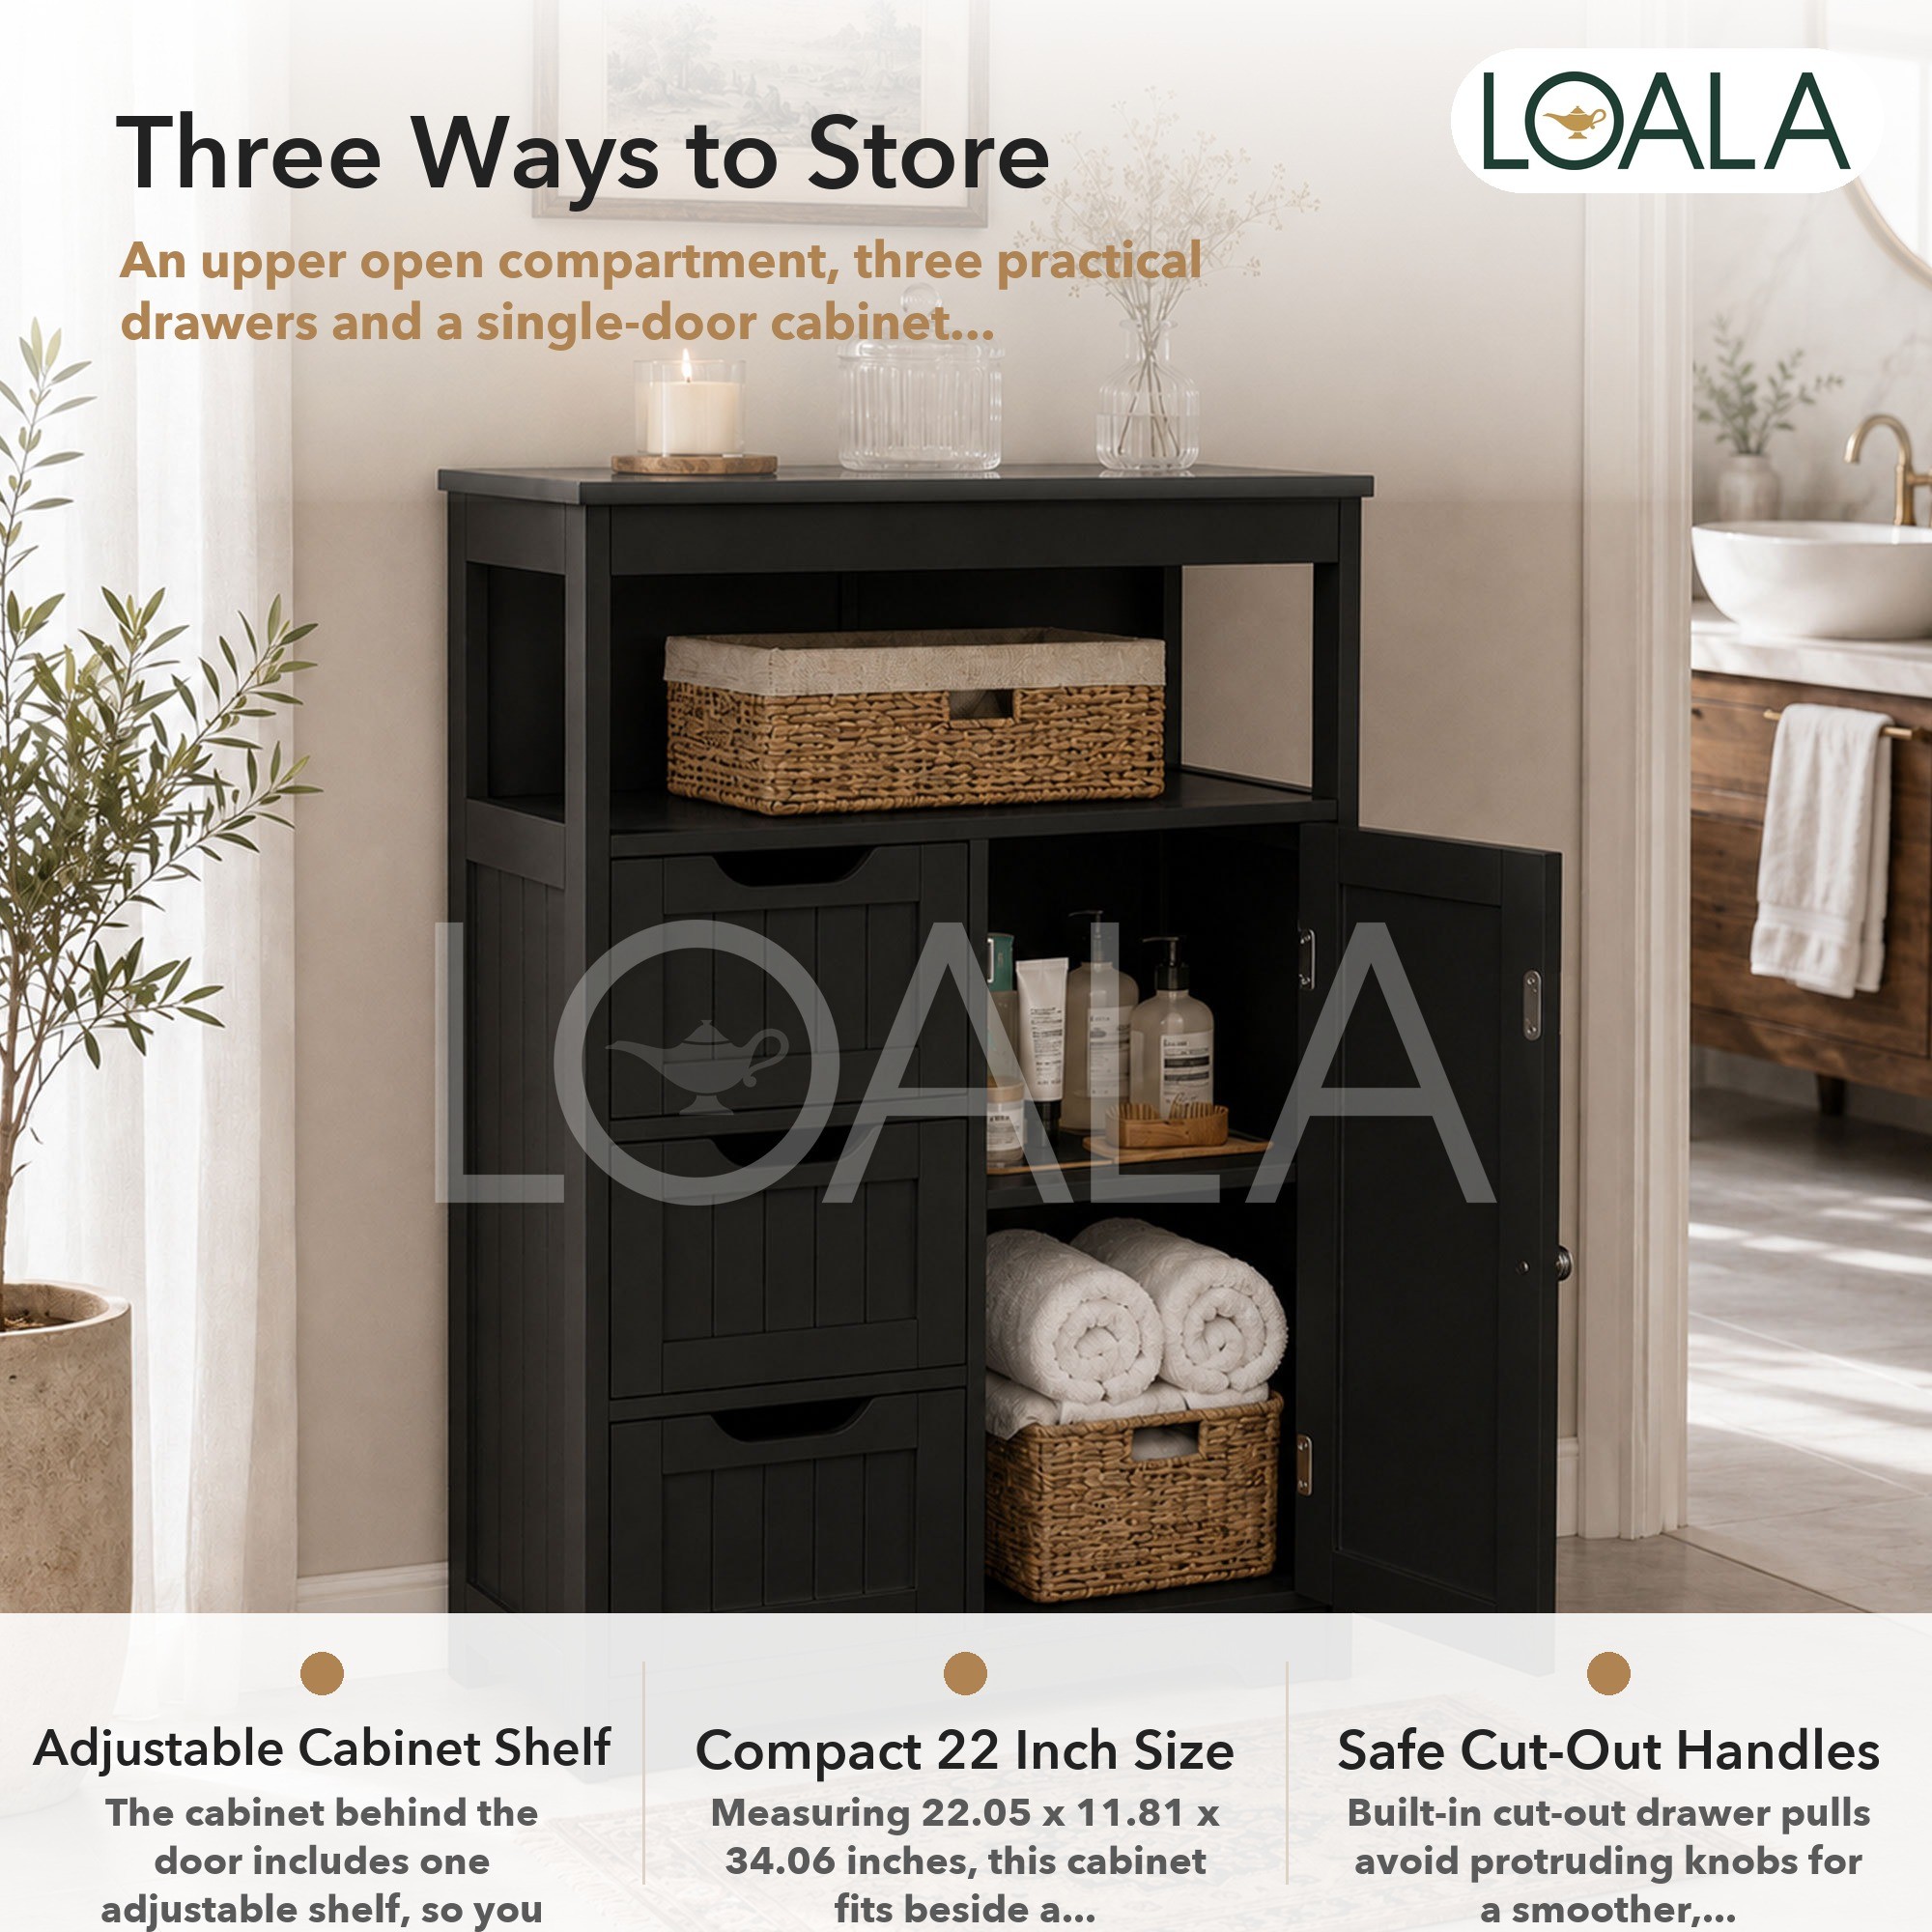 LOALA
Three Ways to Store
An upper open compartment, three practical
drawers and a single-door cabinet...
LOALA
Adjustable Cabinet Shelf
The cabinet behind the
door includes one
adjustable shelf, so you
Compact 22 Inch Size
Measuring 22.05 x 11.81 x
34.06 inches, this cabinet
fits beside a...
Safe Cut-Out Handles
Built-in cut-out drawer pulls
avoid protruding knobs for
a smoother,...